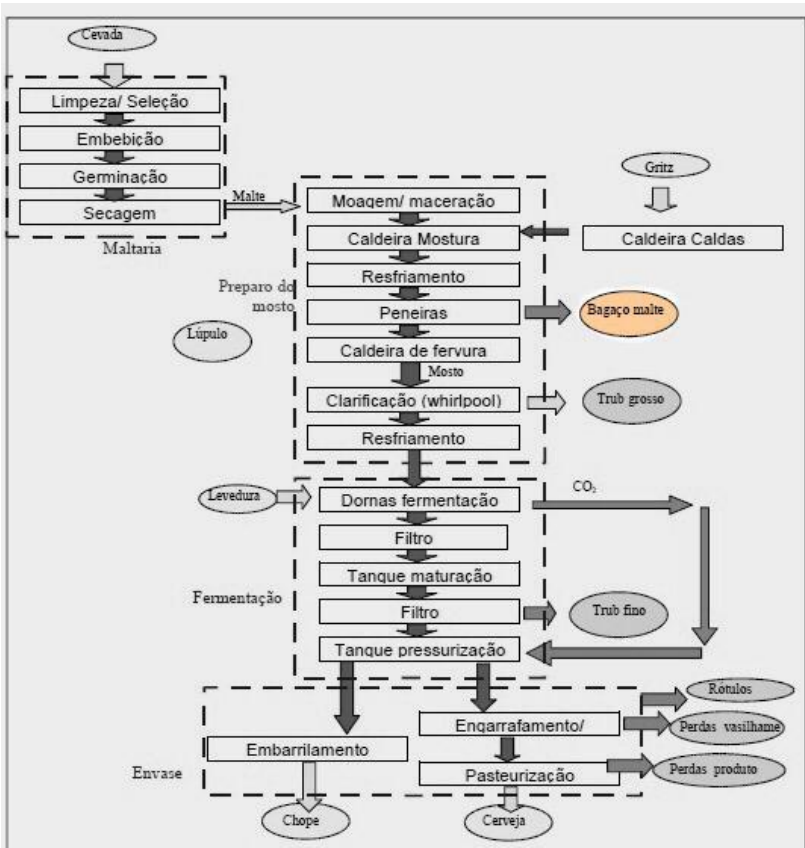 Cevada
Limpeza/ Seleção
Embebição
Germinação
Secagem
Maltaria
Malte
Gritz
Moagem/ maceração
Caldeira Mostura
Caldeira Caldas
Resfriamento
Preparo do
mosto
Peneiras
Bagaço malte
Lúpulo
Caldeira de fervura
Mosto
Clarificação (whirlpool)
Trub grosso
Resfriamento
Levedura
Dornas fermentação
CO₂
Filtro
Tanque maturação
Fermentação
Filtro
Trub fino
Tanque pressurização
Rótulos
Engarrafamento/
Perdas vasilhame
Embarrilamento
Envase
Pasteurização
Perdas produto
Chope
Cerveja